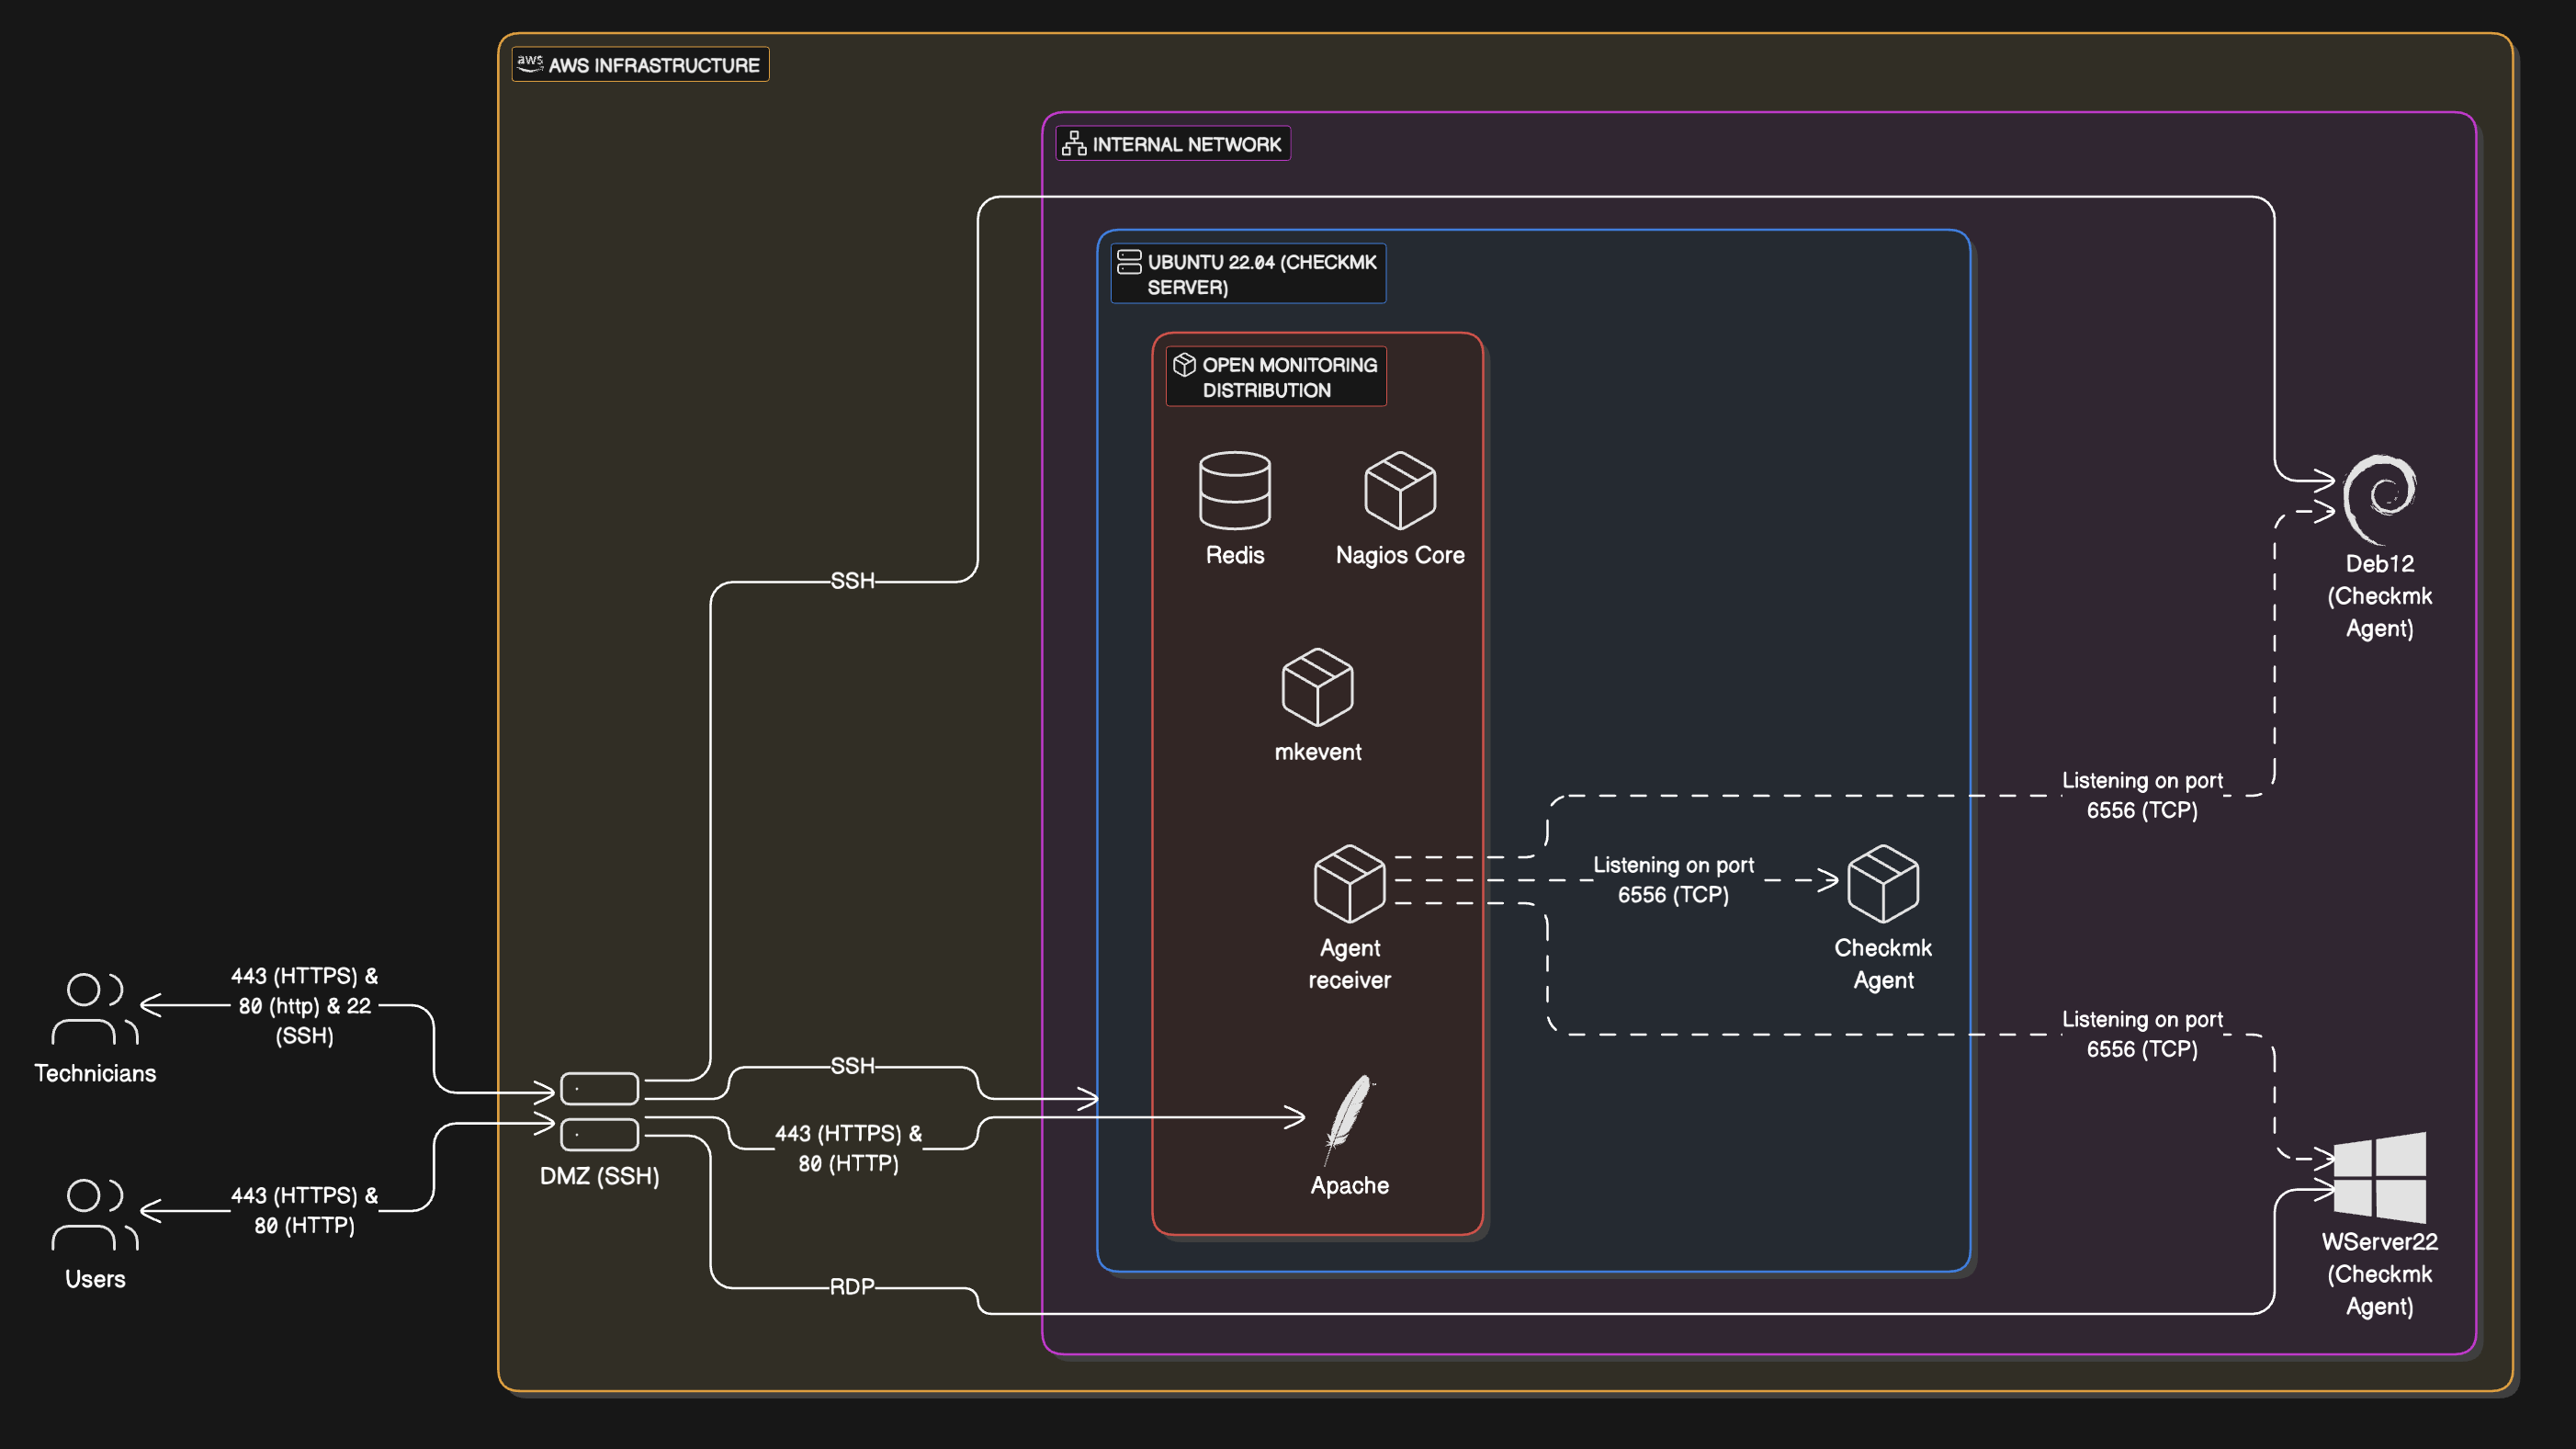 aws AWS INFRASTRUCTURE
INTERNAL NETWORK
UBUNTU 22.04 (CHECKMK
SERVER)
OPEN MONITORING
DISTRIBUTION
Redis
Nagios Core
SSH
Deb12
(Checkmk
Agent)
mkevent
Listening on port
6556 (TCP)
Listening on port
6556 (TCP)
Agent
receiver
Checkmk
Agent
443 (HTTPS) &
80 (http) & 22
(SSH)
Technicians
Listening on port
6556 (TCP)
SSH
443 (HTTPS) &
80 (HTTP)
DMZ (SSH)
Apache
443 (HTTPS) &
80 (HTTP)
Users
RDP
WServer22
(Checkmk
Agent)